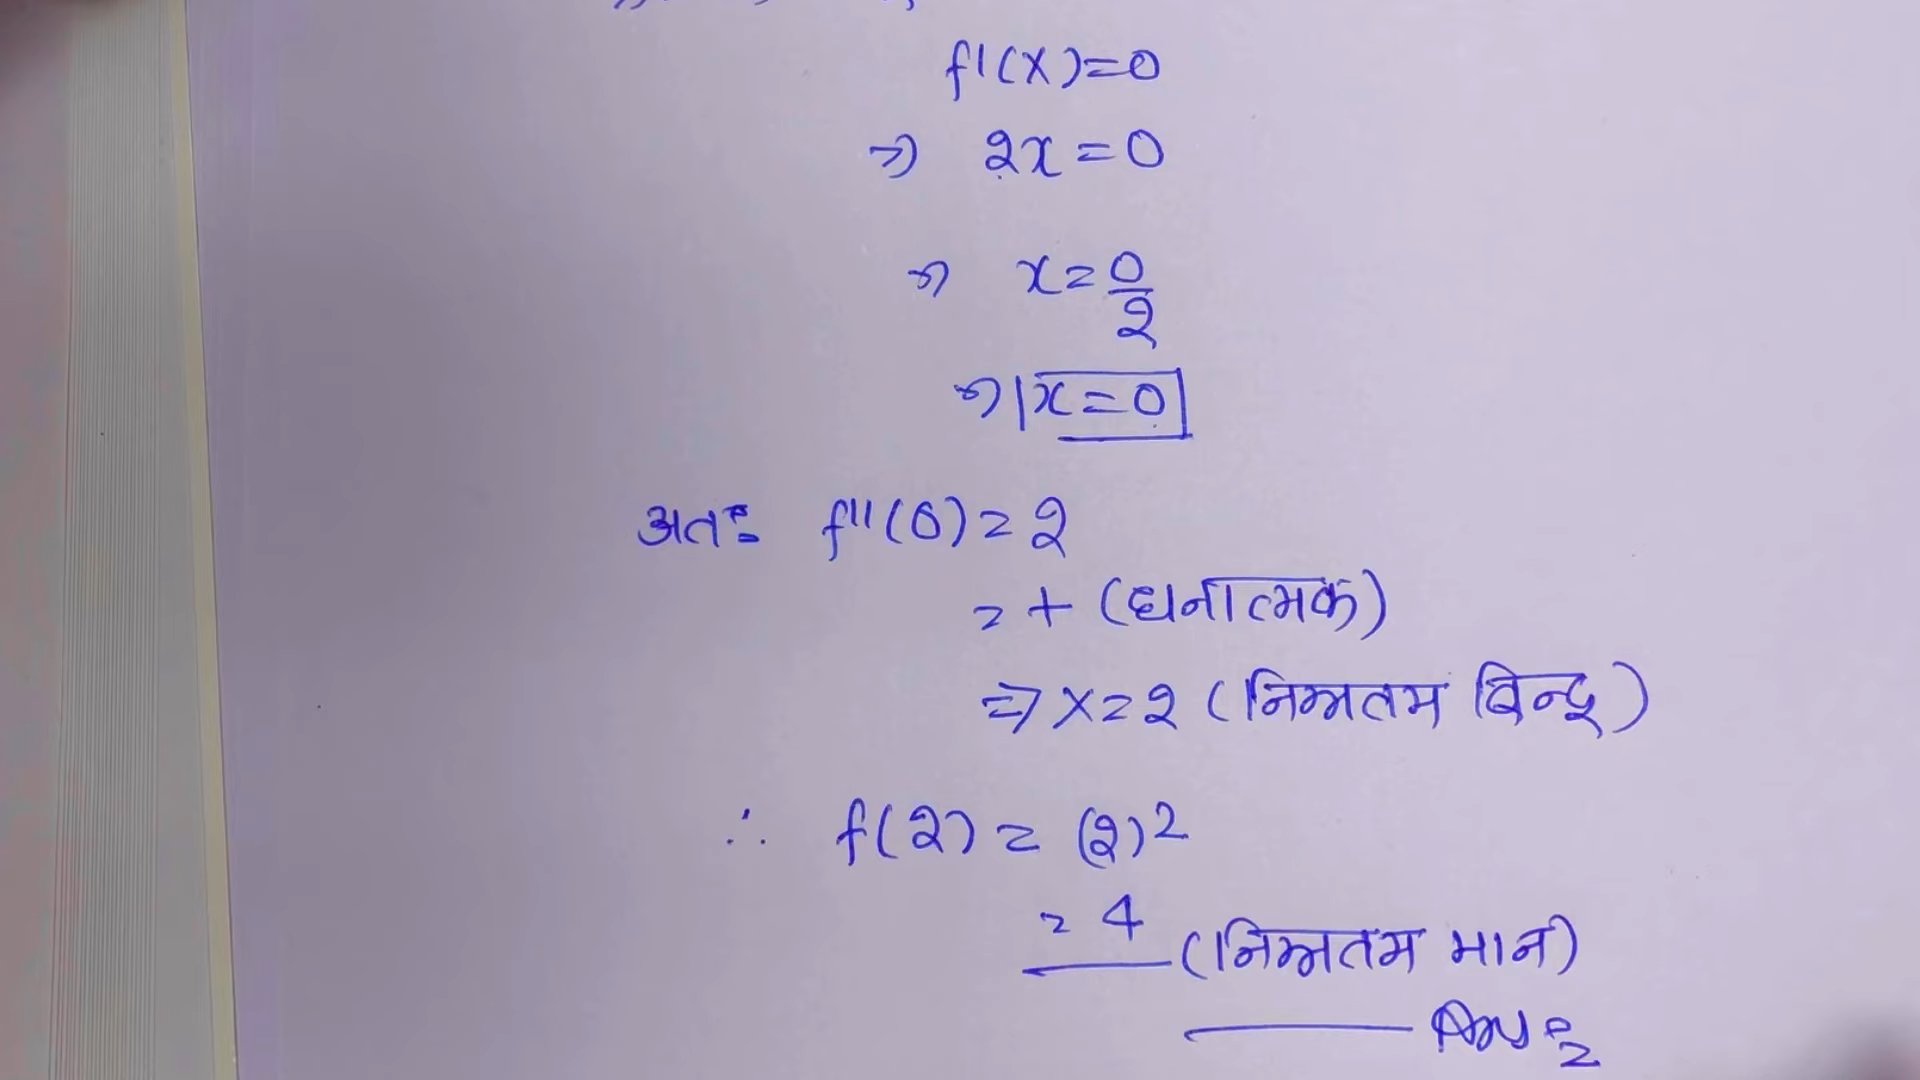 f'(x)=0
⇒ 2x=0
⇒ x=0/2
⇒ x=0
अतः f''(0)=2
=+ (धनात्मक)
⇒ x=2 (निम्नतम बिन्दू)
∴ f(2) = (2)²
= 4 (निम्नतम मान)
Ans